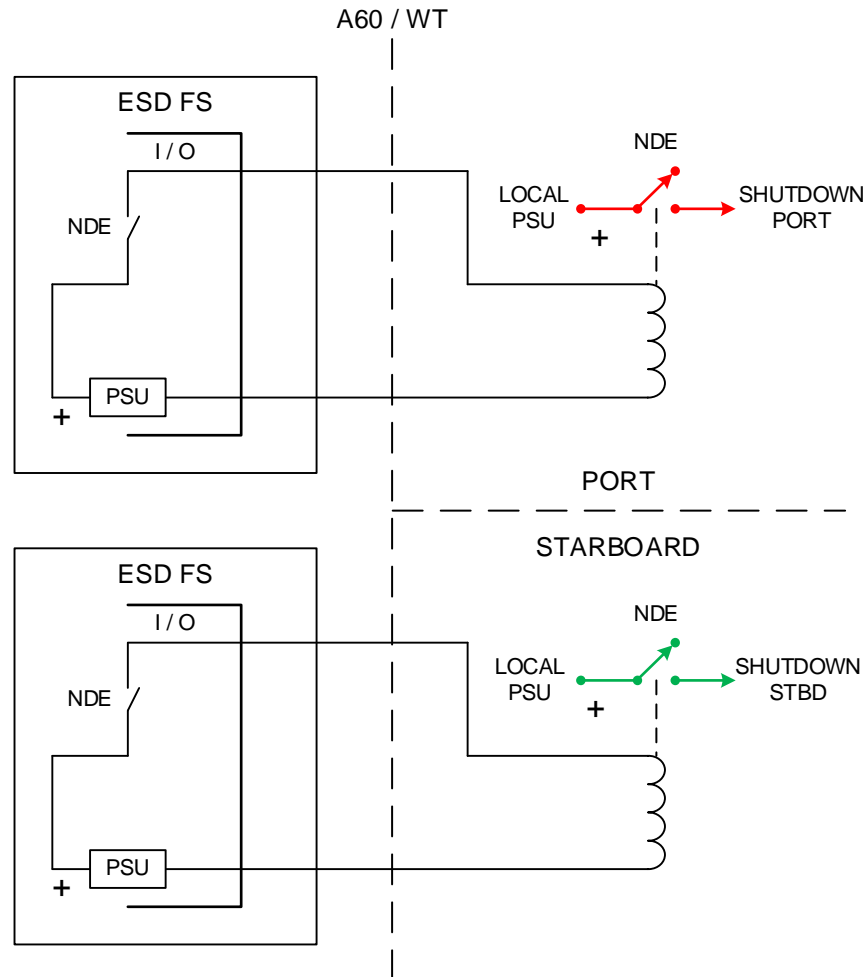 A60 / WT
ESD FS
I / O
NDE
PSU
+
NDE
LOCAL
PSU
+
SHUTDOWN
PORT
PORT
STARBOARD
ESD FS
I / O
NDE
PSU
+
NDE
LOCAL
PSU
+
SHUTDOWN
STBD